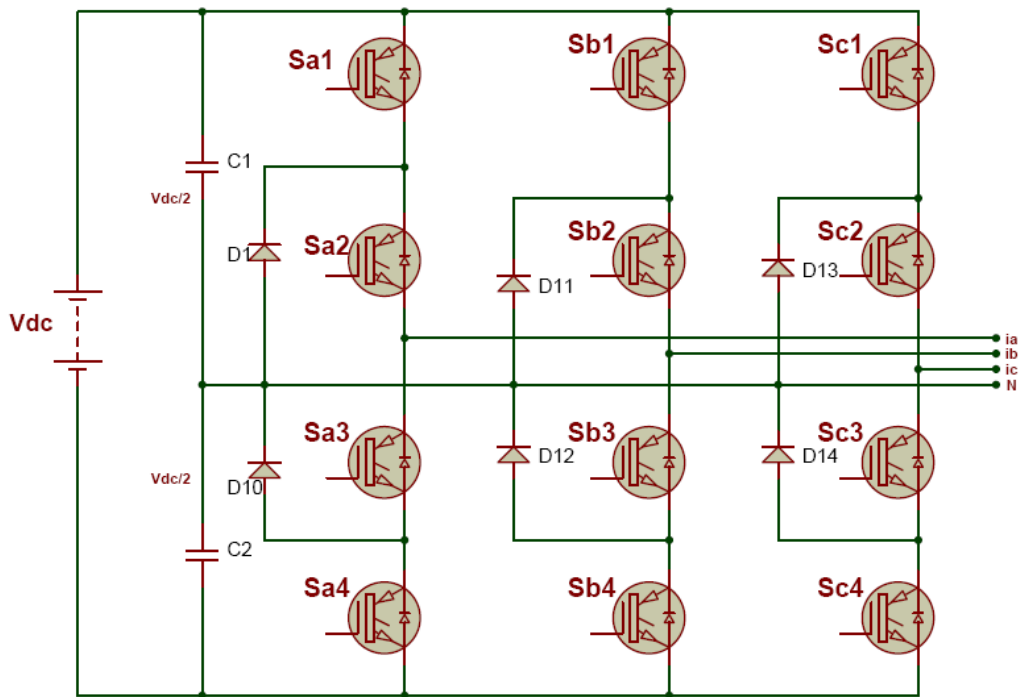 Sa1
Sb1
Sc1
C1
Vdc/2
D1
Sa2
D11
Sb2
D13
Sc2
Vdc
ia
ib
ic
N
Sa3
Sb3
Sc3
Vdc/2
D10
D12
D14
C2
Sa4
Sb4
Sc4